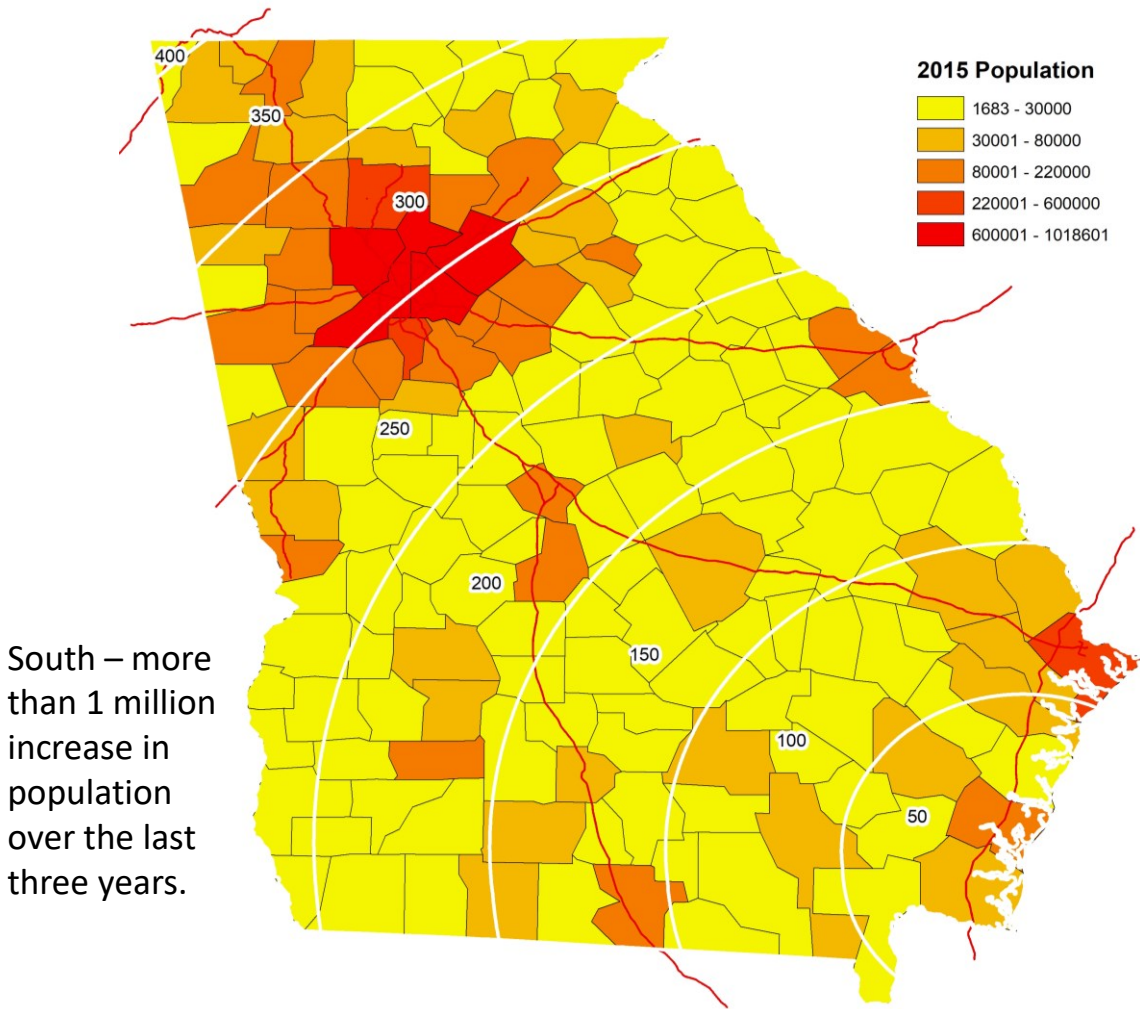 400
2015 Population
1683 - 30000
350
30001 - 80000
80001 - 220000
300
220001 - 600000
600001 - 1018601
250
200
South – more
than 1 million
increase in
population
over the last
three years.
150
100
50